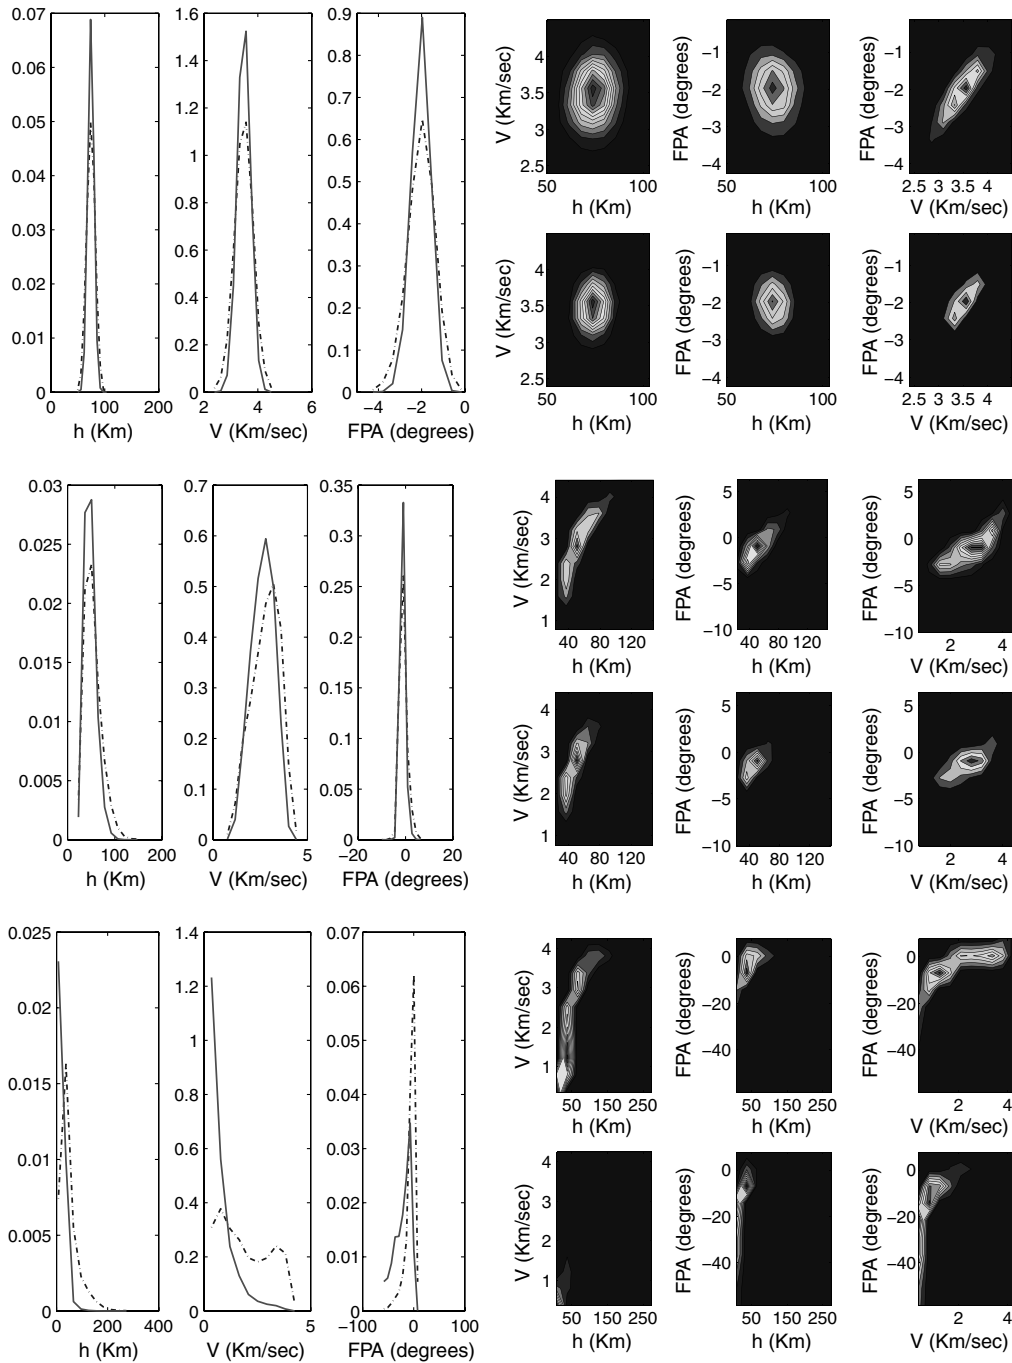 0.07
0.06
0.05
0.04
0.03
0.02
0.01
0
0 100 200
h (Km)
1.6
1.4
1.2
1
0.8
0.6
0.4
0.2
0
2 4 6
V (Km/sec)
0.9
0.8
0.7
0.6
0.5
0.4
0.3
0.2
0.1
0
−4 −2 0
FPA (degrees)
V (Km/sec)
4
3.5
3
2.5
50 100
h (Km)
FPA (degrees)
−1
−2
−3
−4
50 100
h (Km)
FPA (degrees)
−1
−2
−3
−4
2.5 3 3.5 4
V (Km/sec)
V (Km/sec)
4
3.5
3
2.5
50 100
h (Km)
FPA (degrees)
−1
−2
−3
−4
50 100
h (Km)
FPA (degrees)
−1
−2
−3
−4
2.5 3 3.5 4
V (Km/sec)
0.03
0.025
0.02
0.015
0.01
0.005
0
0 100 200
h (Km)
0.7
0.6
0.5
0.4
0.3
0.2
0.1
0
0 5
V (Km/sec)
0.35
0.3
0.25
0.2
0.15
0.1
0.05
0
−20 0 20
FPA (degrees)
V (Km/sec)
4
3
2
1
40 80 120
h (Km)
FPA (degrees)
5
0
−5
−10
40 80 120
h (Km)
FPA (degrees)
5
0
−5
−10
2 4
V (Km/sec)
V (Km/sec)
4
3
2
1
40 80 120
h (Km)
FPA (degrees)
5
0
−5
−10
40 80 120
h (Km)
FPA (degrees)
5
0
−5
−10
2 4
V (Km/sec)
0.025
0.02
0.015
0.01
0.005
0
0 200 400
h (Km)
1.4
1.2
1
0.8
0.6
0.4
0.2
0
0 5
V (Km/sec)
0.07
0.06
0.05
0.04
0.03
0.02
0.01
0
−100 0 100
FPA (degrees)
V (Km/sec)
4
3
2
1
50 150 250
h (Km)
FPA (degrees)
0
−20
−40
50 150 250
h (Km)
FPA (degrees)
0
−20
−40
2 4
V (Km/sec)
V (Km/sec)
4
3
2
1
50 150 250
h (Km)
FPA (degrees)
0
−20
−40
50 150 250
h (Km)
FPA (degrees)
0
−20
−40
2 4
V (Km/sec)